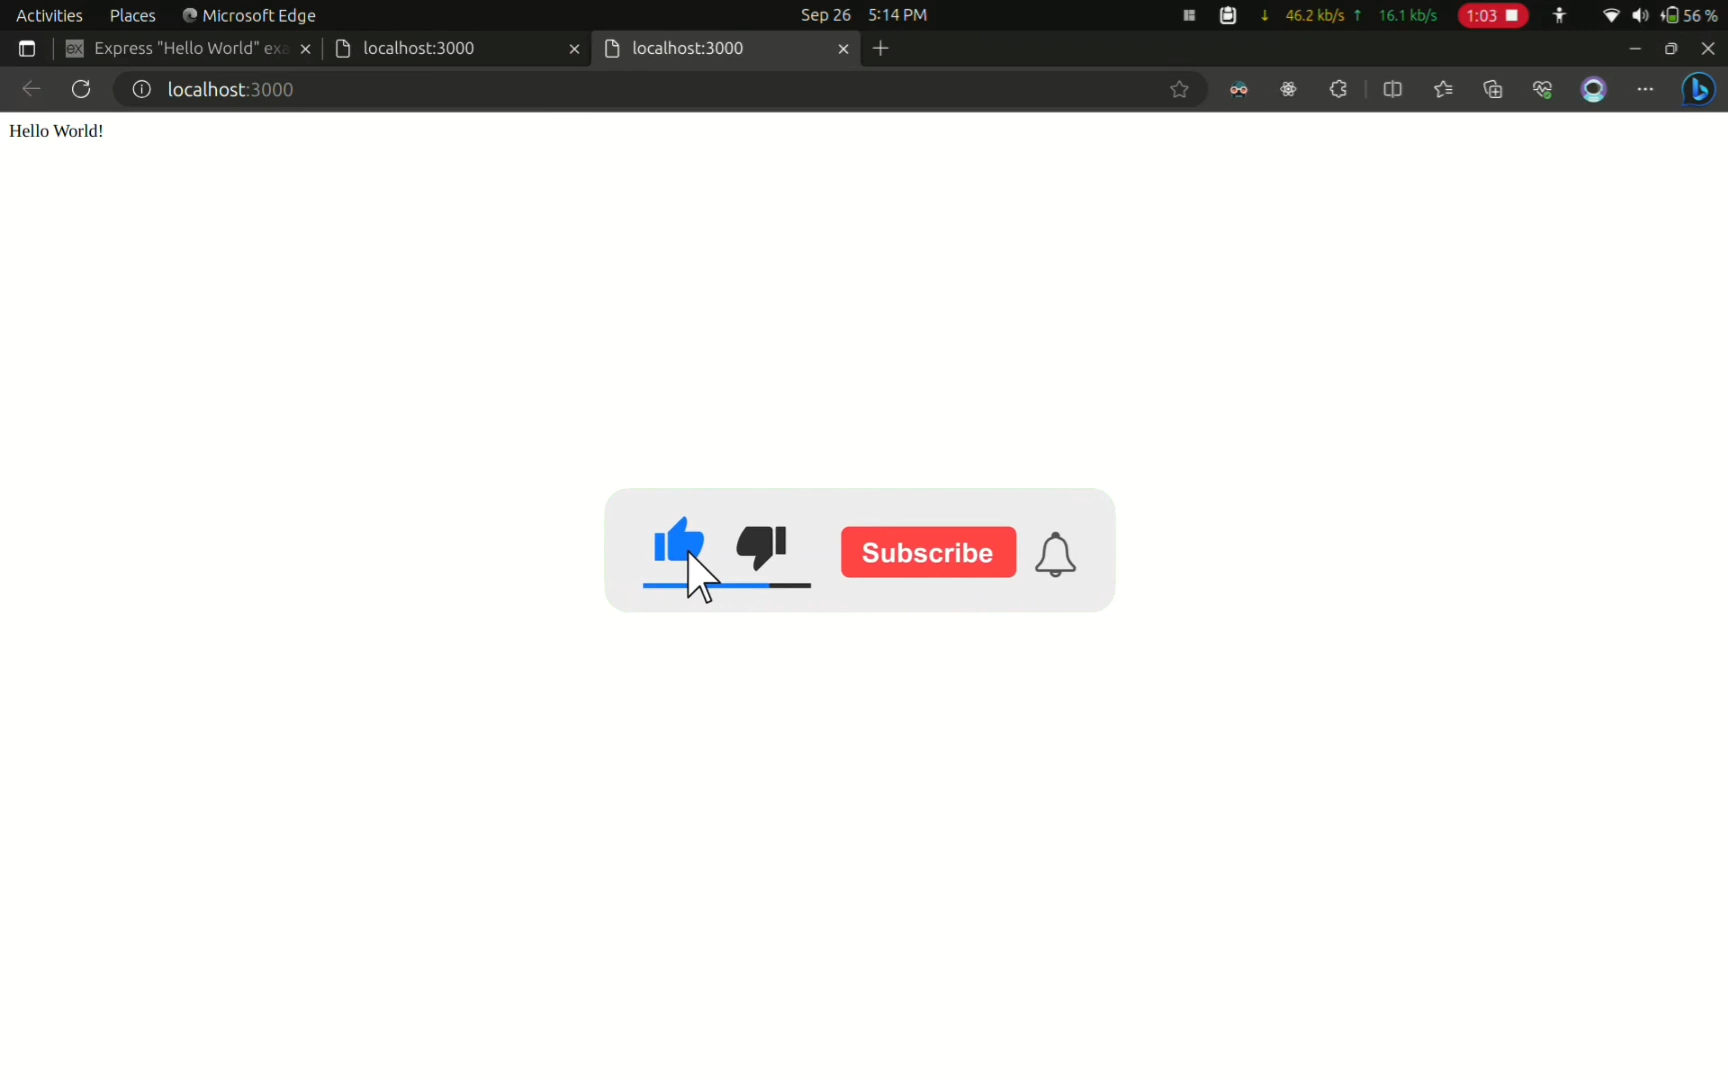 Activities Places Microsoft Edge Sep 26 5:14 PM ↓ 46.2 kb/s ↑ 16.1 kb/s 1:03 56 %
EX Express "Hello World" exa localhost:3000 localhost:3000
localhost:3000
Hello World!
Subscribe